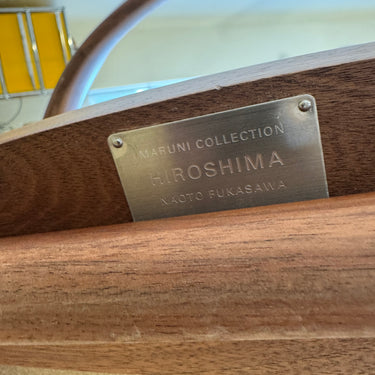 MARUNI COLLECTION
HIROSHIMA
NAOTO FUKASAWA